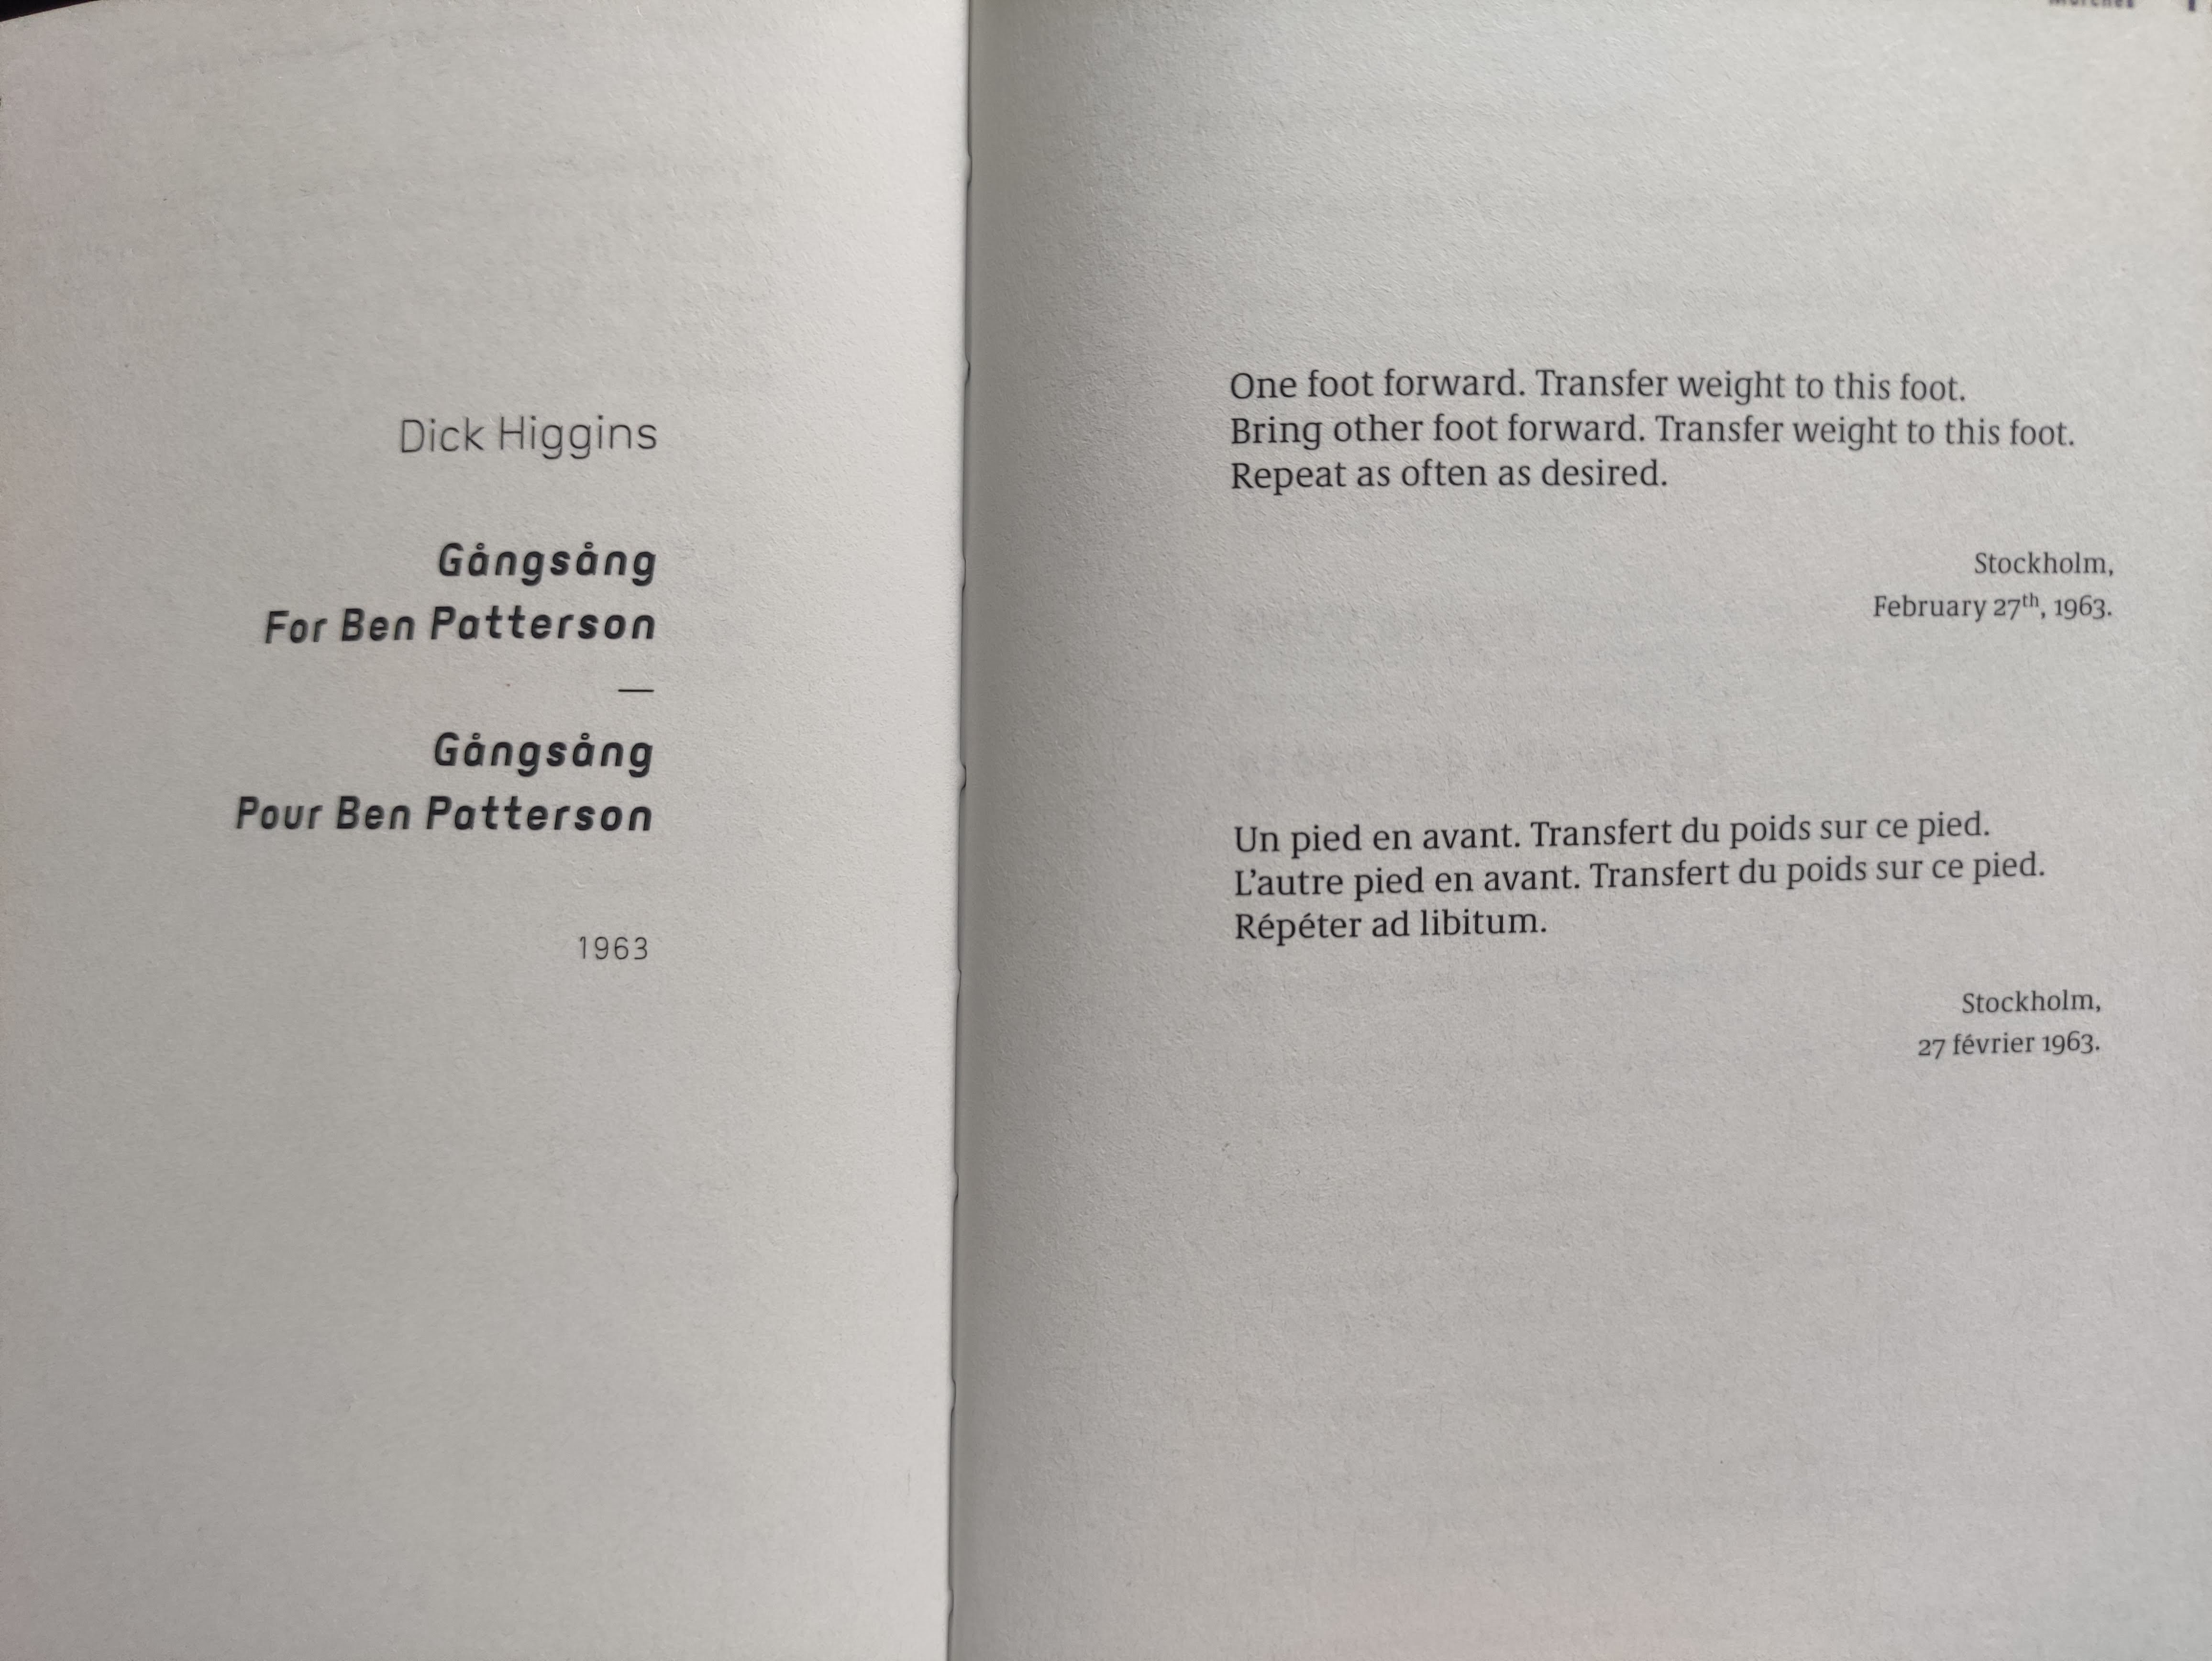 Dick Higgins
Gångsång
For Ben Patterson
—
Gångsång
Pour Ben Patterson
1963
One foot forward. Transfer weight to this foot.
Bring other foot forward. Transfer weight to this foot.
Repeat as often as desired.
Stockholm,
February 27th, 1963.
Un pied en avant. Transfert du poids sur ce pied.
L’autre pied en avant. Transfert du poids sur ce pied.
Répéter ad libitum.
Stockholm,
27 février 1963.